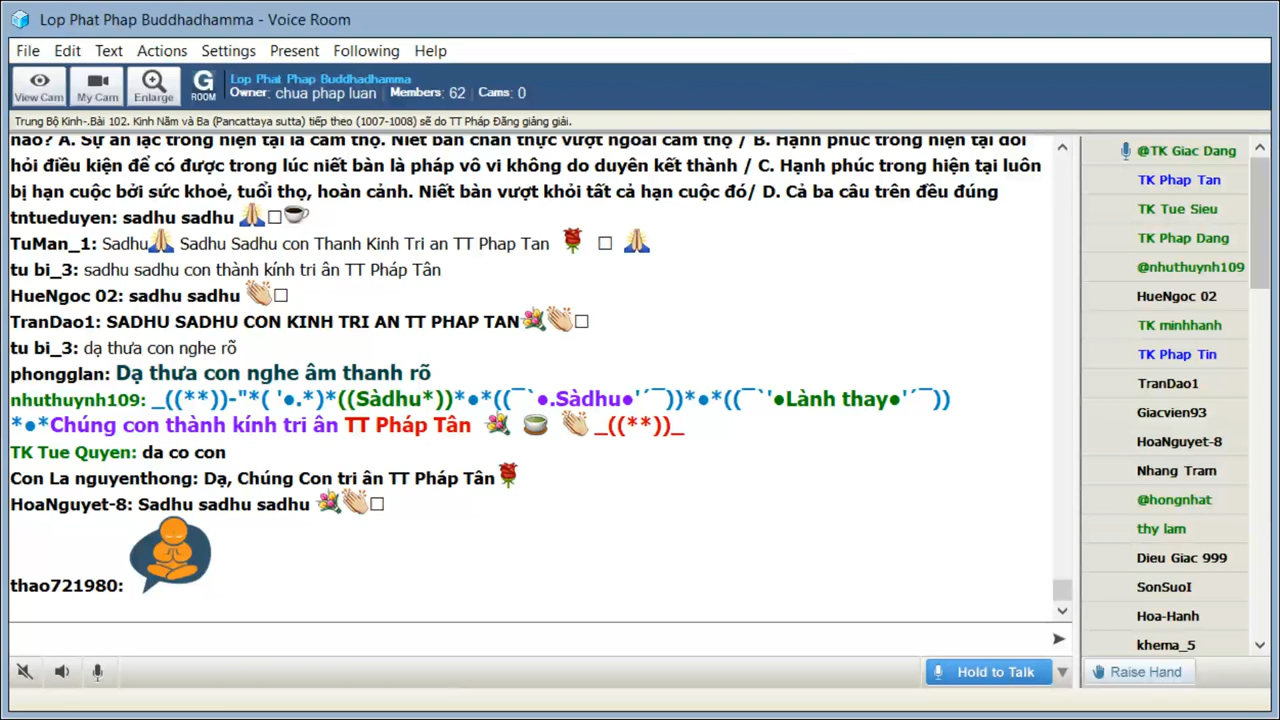 Lop Phat Phap Buddhadhamma - Voice Room
File Edit Text Actions Settings Present Following Help
View Cam My Cam Enlarge G ROOM
Lop Phat Phap Buddhadhamma
Owner: chua phap luan Members: 62 Cams: 0
Trung Bộ Kinh-.Bài 102. Kinh Năm và Ba (Pancattaya sutta) tiếp theo (1007-1008) sẽ do TT Pháp Đăng giảng giải.
nào? A. Sự an lạc trong hiện tại là cảm thọ. Niết bàn chân thực vượt ngoài cảm thọ / B. Hạnh phúc trong hiện tại đòi
hỏi điều kiện để có được trong lúc niết bàn là pháp vô vi không do duyên kết thành / C. Hạnh phúc trong hiện tại luôn
bị hạn cuộc bởi sức khoẻ, tuổi thọ, hoàn cảnh. Niết bàn vượt khỏi tất cả hạn cuộc đó/ D. Cả ba câu trên đều đúng
tntueduyen: sadhu sadhu 🙏□☕
TuMan_1: Sadhu🙏 Sadhu Sadhu con Thanh Kinh Tri an TT Phap Tan 🌹 □ 🙏
tu bi_3: sadhu sadhu con thành kính tri ân TT Pháp Tân
HueNgoc 02: sadhu sadhu 👏□
TranDao1: SADHU SADHU CON KINH TRI AN TT PHAP TAN💐👏□
tu bi_3: dạ thưa con nghe rõ
phongglan: Dạ thưa con nghe âm thanh rõ
nhuthuynh109: _((**))-"*( '●.*)*((Sàdhu*))*●*((¯`●.Sàdhu●'´¯))*●*((¯`'●Lành thay●'´¯))
*●*Chúng con thành kính tri ân TT Pháp Tân 💐 🍵 👏 _((**))_
TK Tue Quyen: da co con
Con La nguyenthong: Dạ, Chúng Con tri ân TT Pháp Tân🌹
HoaNguyet-8: Sadhu sadhu sadhu 💐👏□
thao721980:
@TK Giac Dang
TK Phap Tan
TK Tue Sieu
TK Phap Dang
@nhuthuynh109
HueNgoc 02
TK minhhanh
TK Phap Tin
TranDao1
Giacvien93
HoaNguyet-8
Nhang Tram
@hongnhat
thy lam
Dieu Giac 999
SonSuoI
Hoa-Hanh
khema_5
Hold to Talk
Raise Hand